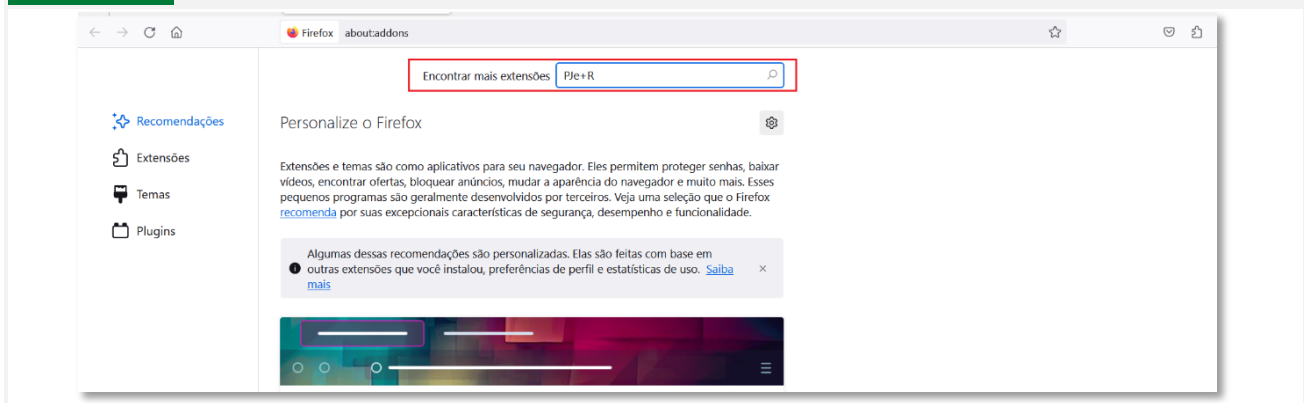 Firefox about:addons
Encontrar mais extensões PJe+R
Recomendações
Extensões
Temas
Plugins
Personalize o Firefox
Extensões e temas são como aplicativos para seu navegador. Eles permitem proteger senhas, baixar
vídeos, encontrar ofertas, bloquear anúncios, mudar a aparência do navegador e muito mais. Esses
pequenos programas são geralmente desenvolvidos por terceiros. Veja uma seleção que o Firefox
recomenda por suas excepcionais características de segurança, desempenho e funcionalidade.
Algumas dessas recomendações são personalizadas. Elas são feitas com base em
outras extensões que você instalou, preferências de perfil e estatísticas de uso. Saiba
mais